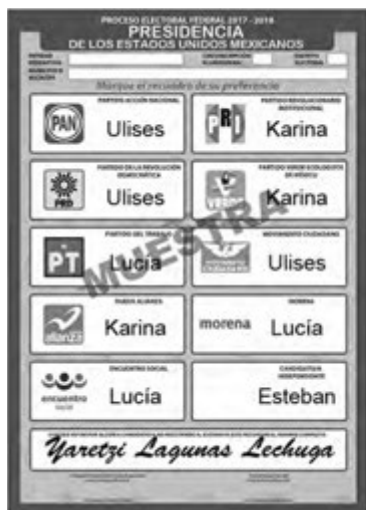 PROCESO ELECTORAL FEDERAL 2017 - 2018
PRESIDENCIA
DE LOS ESTADOS UNIDOS MEXICANOS
Marque el recuadro de su preferencia
PARTIDO ACCIÓN NACIONAL
PAN
Ulises
PARTIDO REVOLUCIONARIO
INSTITUCIONAL
PRI
Karina
PARTIDO DE LA REVOLUCIÓN
DEMOCRÁTICA
PRD
Ulises
PARTIDO VERDE ECOLOGISTA
DE MÉXICO
VERDE
Karina
PARTIDO DEL TRABAJO
PT
Lucía
MOVIMIENTO CIUDADANO
Ulises
NUEVA ALIANZA
alianza
Karina
MORENA
morena
Lucía
ENCUENTRO SOCIAL
encuentro
social
Lucía
CANDIDATURA
INDEPENDIENTE
Esteban
MUESTRA
Yaretzi Lagunas Lechuga